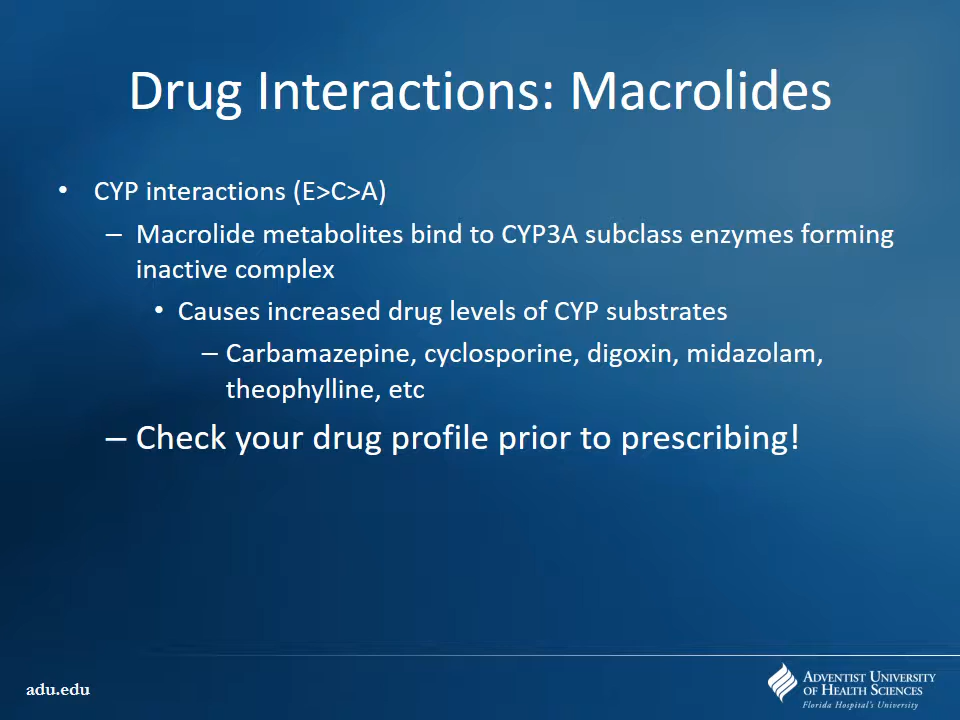 Drug Interactions: Macrolides
• CYP interactions (E>C>A)
– Macrolide metabolites bind to CYP3A subclass enzymes forming
inactive complex
• Causes increased drug levels of CYP substrates
– Carbamazepine, cyclosporine, digoxin, midazolam,
theophylline, etc
– Check your drug profile prior to prescribing!
adu.edu
Adventist University
of Health Sciences
Florida Hospital's University